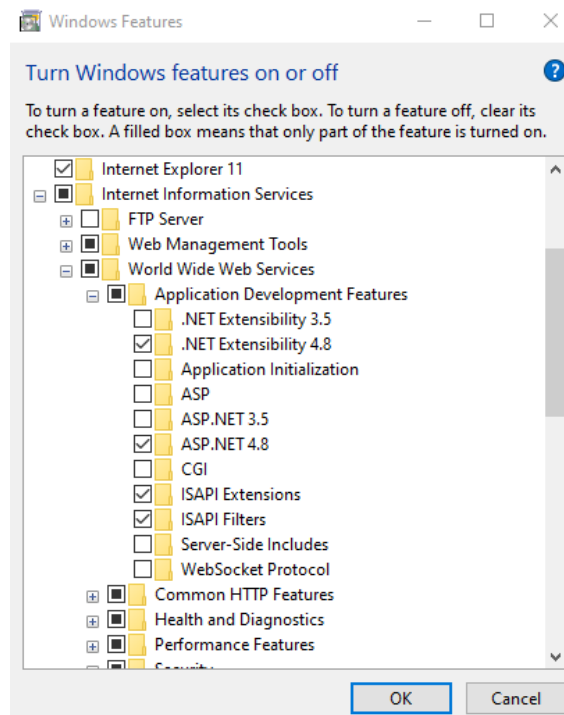 Windows Features
Turn Windows features on or off
To turn a feature on, select its check box. To turn a feature off, clear its
check box. A filled box means that only part of the feature is turned on.
Internet Explorer 11
Internet Information Services
FTP Server
Web Management Tools
World Wide Web Services
Application Development Features
.NET Extensibility 3.5
.NET Extensibility 4.8
Application Initialization
ASP
ASP.NET 3.5
ASP.NET 4.8
CGI
ISAPI Extensions
ISAPI Filters
Server-Side Includes
WebSocket Protocol
Common HTTP Features
Health and Diagnostics
Performance Features
Security
OK
Cancel